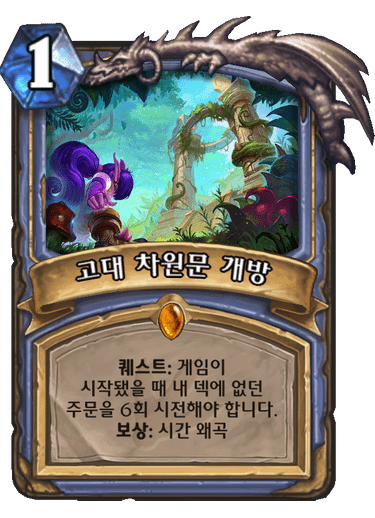 1
고대 차원문 개방
퀘스트: 게임이
시작됐을 때 내 덱에 없던
주문을 6회 시전해야 합니다.
보상: 시간 왜곡